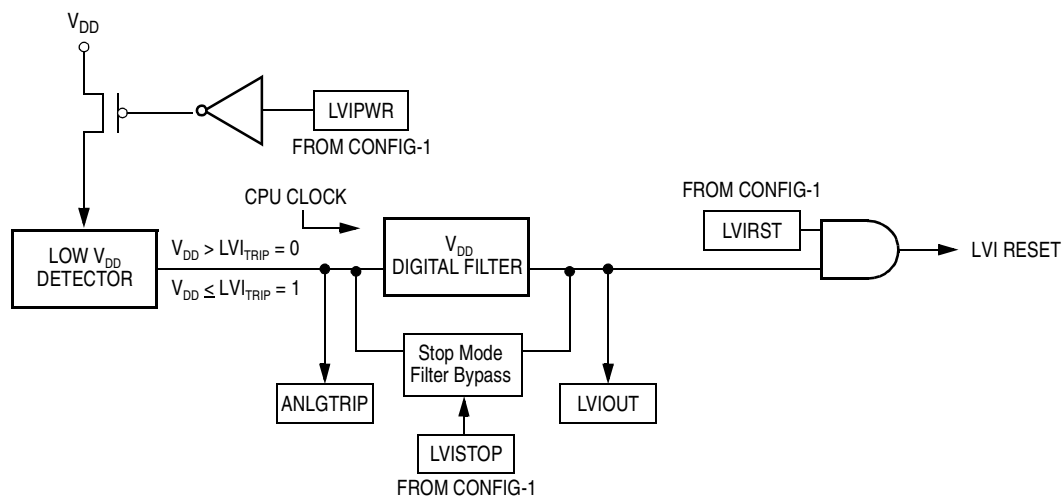 VDD
LVIPWR
FROM CONFIG-1
CPU CLOCK
FROM CONFIG-1
LVIRST
LOW VDD
DETECTOR
VDD > LVITRIP = 0
VDD ≤ LVITRIP = 1
VDD
DIGITAL FILTER
LVI RESET
Stop Mode
Filter Bypass
ANLGTRIP
LVIOUT
LVISTOP
FROM CONFIG-1